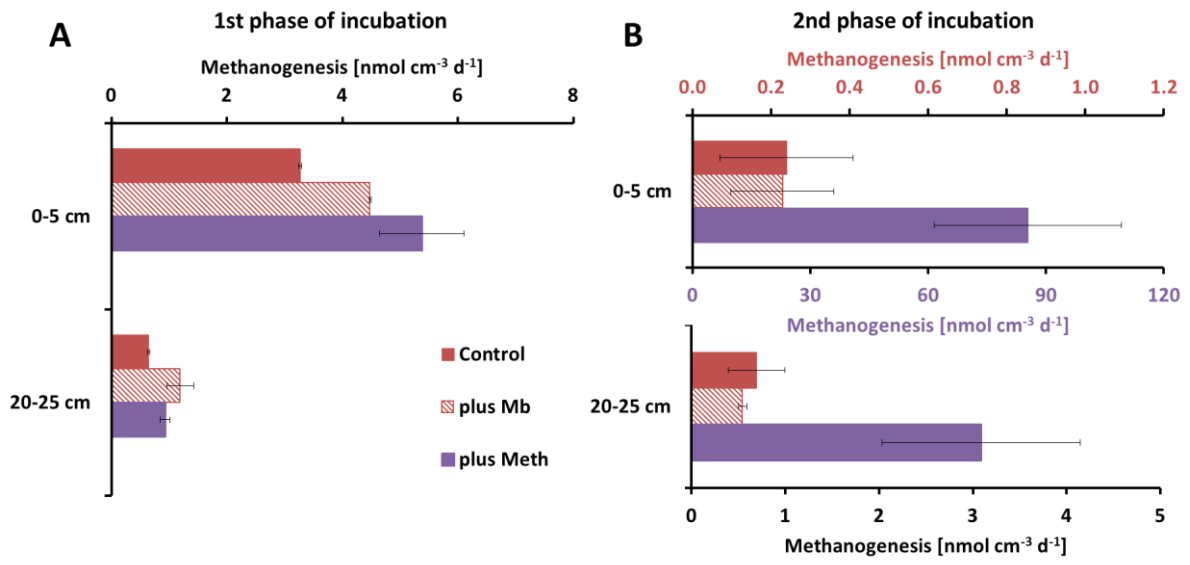 A
1st phase of incubation
Methanogenesis [nmol cm⁻³ d⁻¹]
0 2 4 6 8
0-5 cm
20-25 cm
Control
plus Mb
plus Meth
B
2nd phase of incubation
Methanogenesis [nmol cm⁻³ d⁻¹]
0.0 0.2 0.4 0.6 0.8 1.0 1.2
0-5 cm
0 30 60 90 120
Methanogenesis [nmol cm⁻³ d⁻¹]
20-25 cm
0 1 2 3 4 5
Methanogenesis [nmol cm⁻³ d⁻¹]